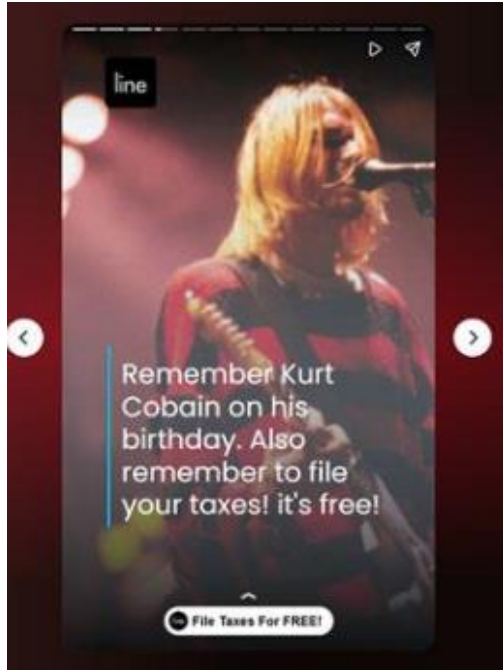 line
Remember Kurt
Cobain on his
birthday. Also
remember to file
your taxes! it's free!
File Taxes For FREE!